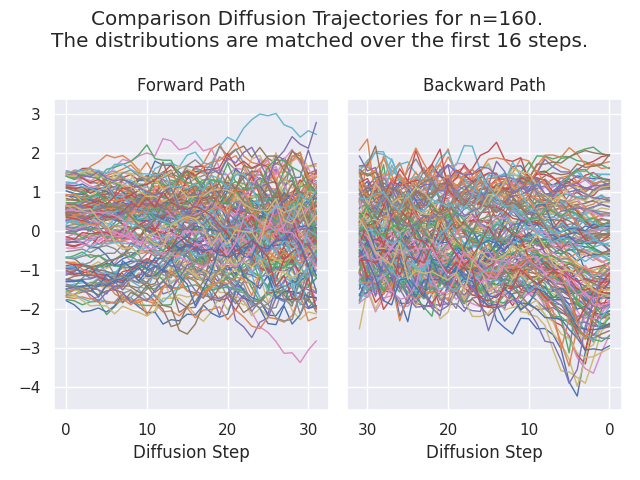 Comparison Diffusion Trajectories for n=160.
The distributions are matched over the first 16 steps.
Forward Path
Backward Path
3
2
1
0
−1
−2
−3
−4
0 10 20 30
30 20 10 0
Diffusion Step
Diffusion Step